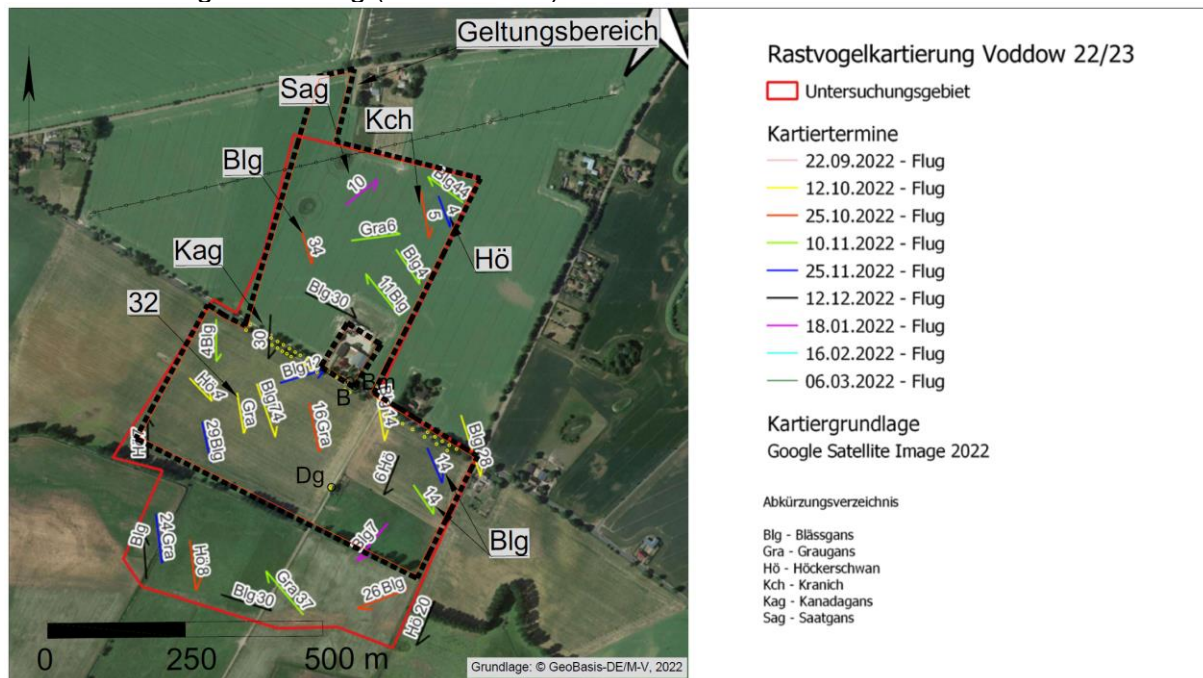 Geltungsbereich
Sag
Kch
Blg
Blg44
10
4
5
Gra6
34
Hö
Kag
Blg4
11Blg
Blg30
32
30
4Blg
Blg12
Bm
B
Hö4
Gra
Blg74
16Gra
29Blg
Blg28
6Hö
14
14
Dg
Blg
Blg
24Gra
Hö8
Blg7
Blg30
Gra37
26Blg
Hö20
0 250 500 m
Grundlage: © GeoBasis-DE/M-V, 2022
Rastvogelkartierung Voddow 22/23
Untersuchungsgebiet
Kartiertermine
22.09.2022 - Flug
12.10.2022 - Flug
25.10.2022 - Flug
10.11.2022 - Flug
25.11.2022 - Flug
12.12.2022 - Flug
18.01.2022 - Flug
16.02.2022 - Flug
06.03.2022 - Flug
Kartiergrundlage
Google Satellite Image 2022
Abkürzungsverzeichnis
Blg - Blässgans
Gra - Graugans
Hö - Höckerschwan
Kch - Kranich
Kag - Kanadagans
Sag - Saatgans